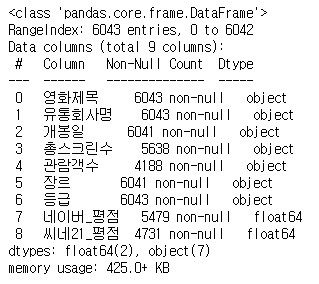 <class 'pandas.core.frame.DataFrame'>
RangeIndex: 6043 entries, 0 to 6042
Data columns (total 9 columns):
 #   Column   Non-Null Count  Dtype
---  ------   --------------  -----
 0   영화제목     6043 non-null   object
 1   유통회사명    6043 non-null   object
 2   개봉일      6041 non-null   object
 3   총스크린수    5638 non-null   object
 4   관람객수     4188 non-null   object
 5   장르       6041 non-null   object
 6   등급       6043 non-null   object
 7   네이버_평점   5479 non-null   float64
 8   씨네21_평점  4731 non-null   float64
dtypes: float64(2), object(7)
memory usage: 425.0+ KB